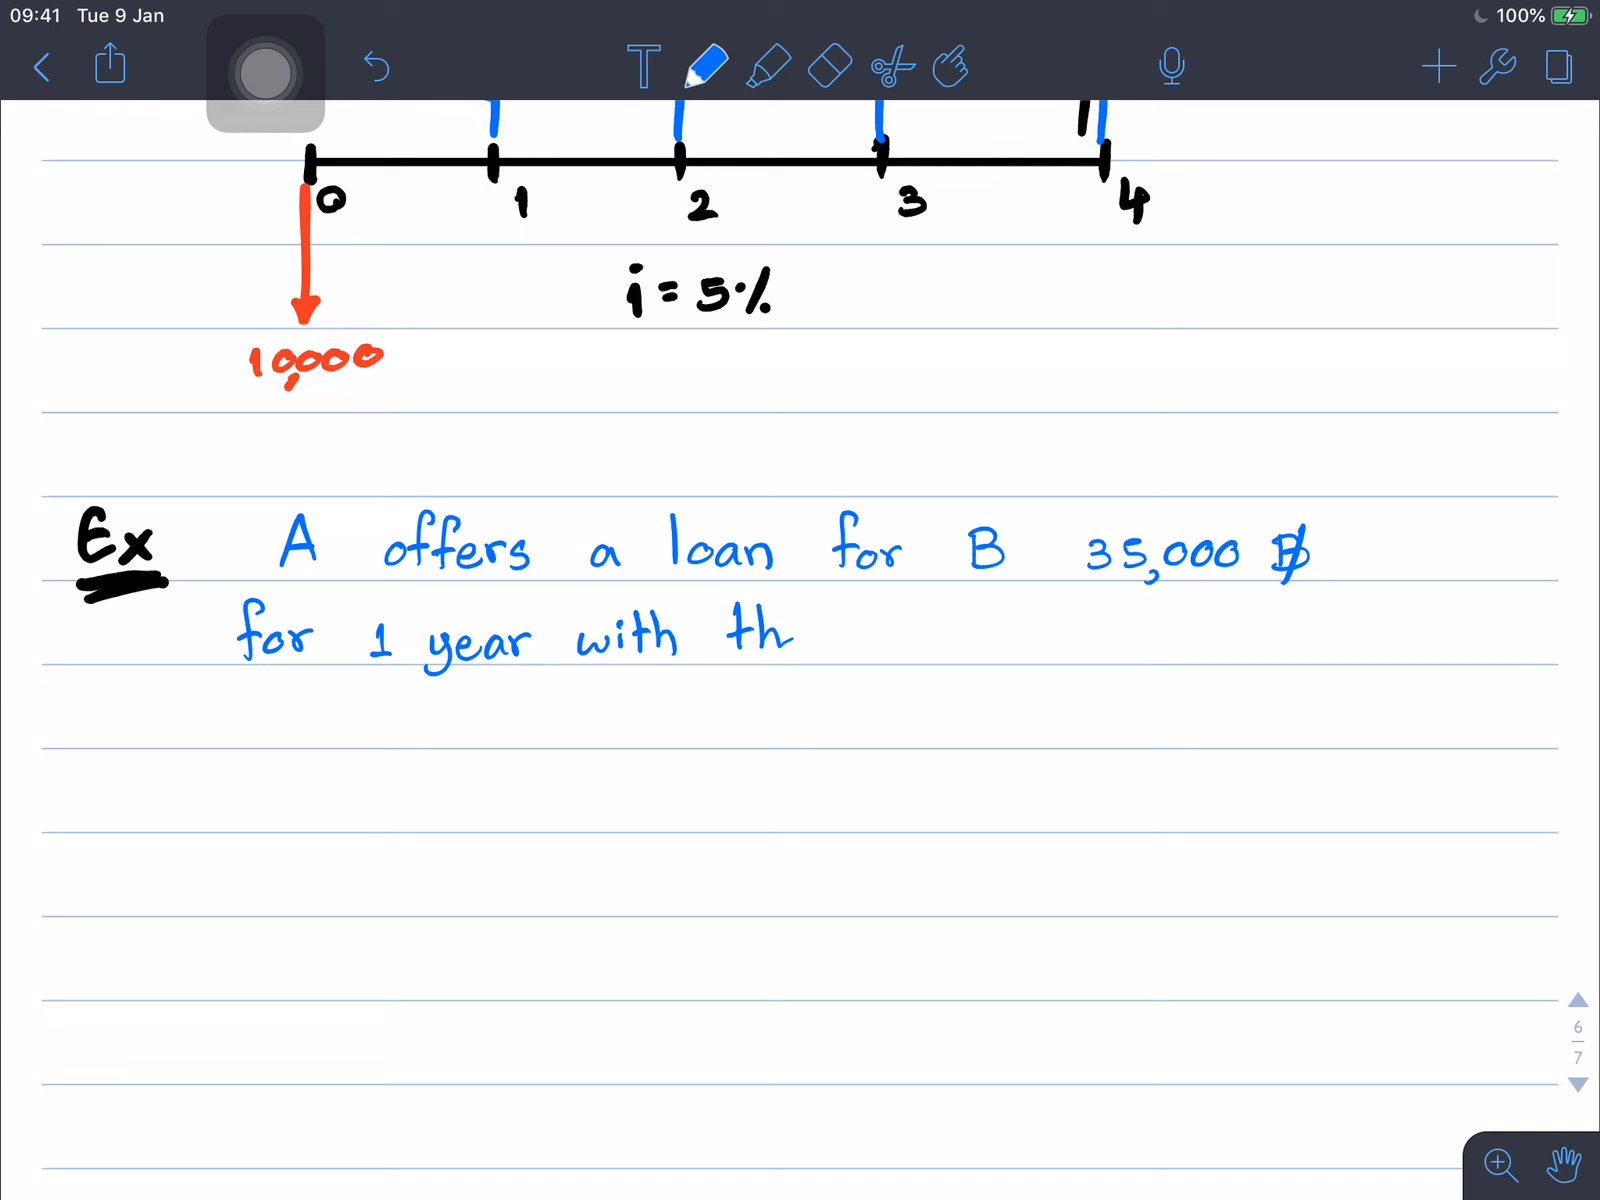 09:41 Tue 9 Jan 100%
T
0 1 2 3 4
i = 5%
10,000
Ex A offers a loan for B 35,000 ฿
for 1 year with th
6
7